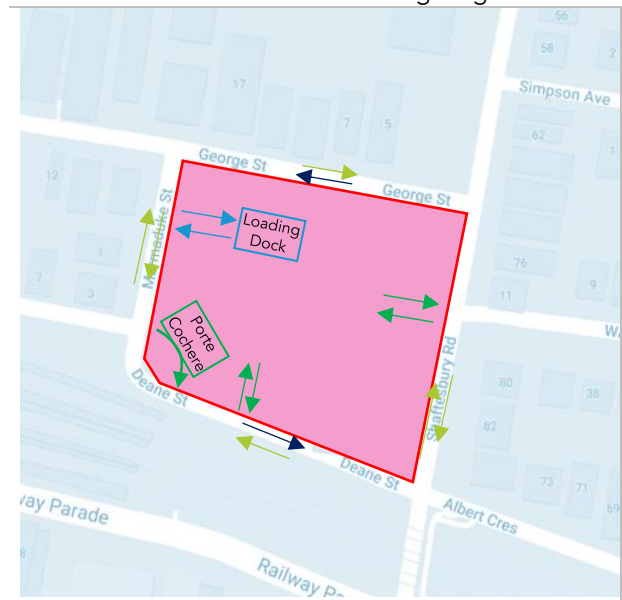 56
58
2
Simpson Ave
17
7
5
62
1
George St
George St
12
Marmaduke St
Loading
Dock
1
7
3
76
9
11
Porte
Cochere
Shaftesbury Rd
80
38
82
Deane St
Deane St
73
71
69
Albert Cres
way Parade
8
Railway Pa